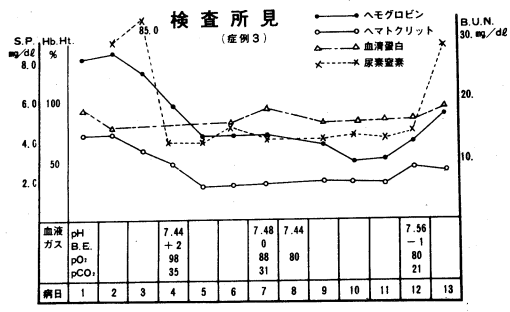 検査所見
(症例3)
ヘモグロビン
ヘマトクリット
血清蛋白
尿素窒素
S.P. Hb.Ht.
mg/dℓ %
B.U.N.
mg/dℓ
85.0
8.0
6.0
4.0
2.0
100
50
30.
20.
10.
血液ガス
pH 7.44 7.48 7.44 7.56
B.E. +2 0 −1
pO₂ 98 88 80 80
pCO₂ 35 31 21
病日 1 2 3 4 5 6 7 8 9 10 11 12 13